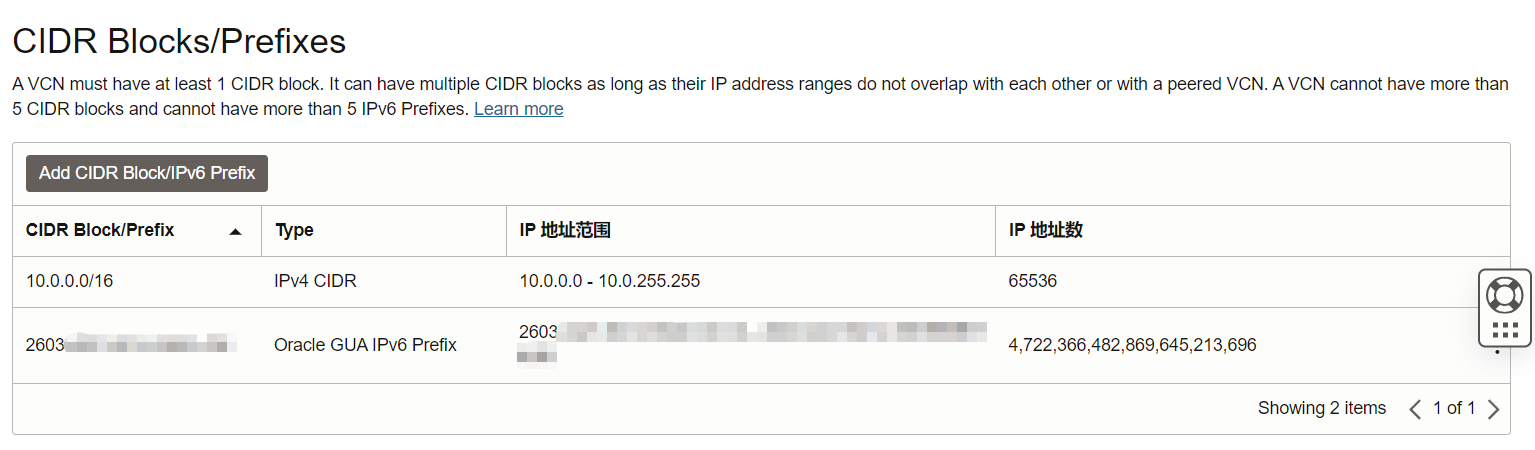 CIDR Blocks/Prefixes
A VCN must have at least 1 CIDR block. It can have multiple CIDR blocks as long as their IP address ranges do not overlap with each other or with a peered VCN. A VCN cannot have more than
5 CIDR blocks and cannot have more than 5 IPv6 Prefixes. Learn more
Add CIDR Block/IPv6 Prefix
CIDR Block/Prefix Type IP 地址范围 IP 地址数
10.0.0.0/16 IPv4 CIDR 10.0.0.0 - 10.0.255.255 65536
2603 Oracle GUA IPv6 Prefix 2603 4,722,366,482,869,645,213,696
Showing 2 items 1 of 1